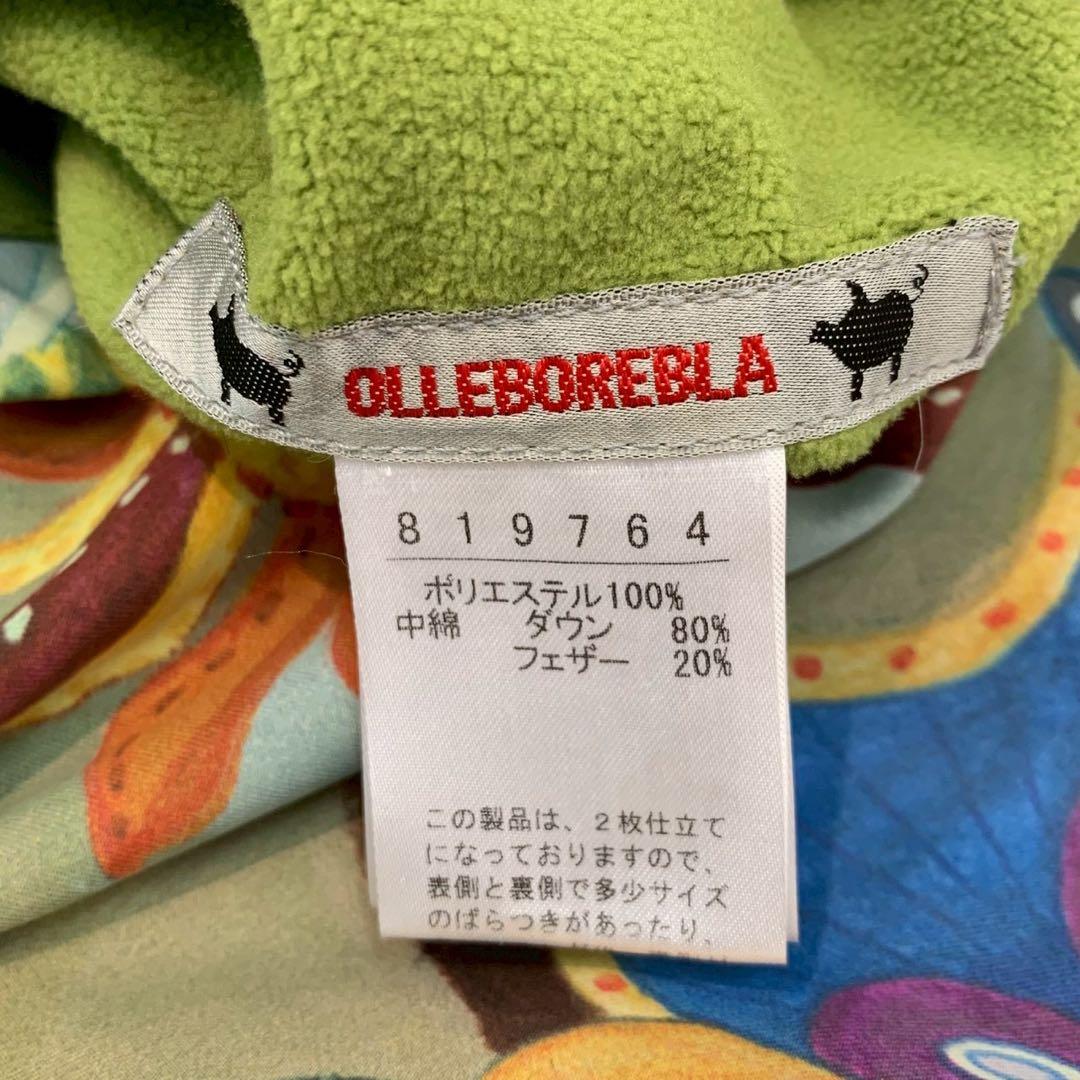 OLLEBOREBLA
819764
ポリエステル100%
中綿 ダウン 80%
フェザー 20%
この製品は、2枚仕立て
になっておりますので、
表側と裏側で多少サイズ
のばらつきがあったり、